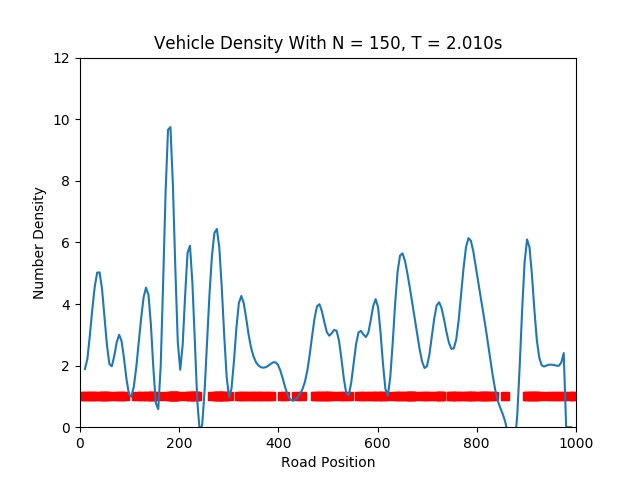 Vehicle Density With N = 150, T = 2.010s
12
10
8
6
4
2
0
Number Density
0 200 400 600 800 1000
Road Position